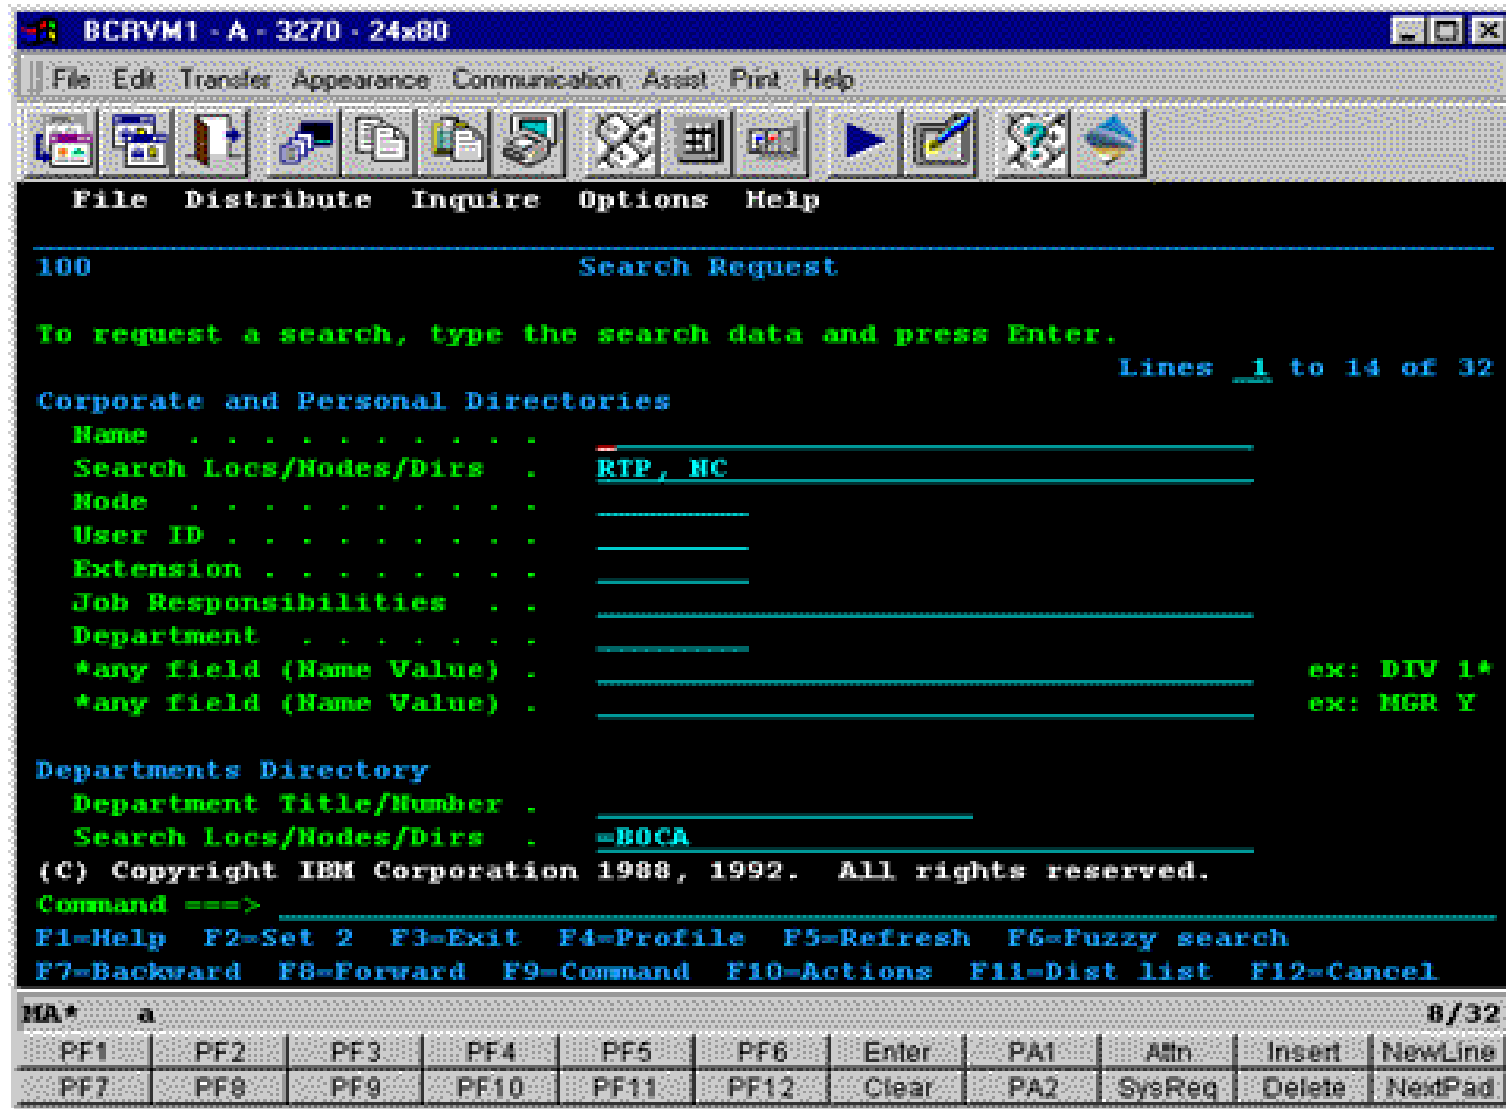 BCRVM1 - A - 3270 - 24x80
File Edit Transfer Appearance Communication Assist Print Help
File Distribute Inquire Options Help
100 Search Request
To request a search, type the search data and press Enter.
Lines 1 to 14 of 32
Corporate and Personal Directories
Name . . . . . . . . . .
Search Locs/Nodes/Dirs . RTP, NC
Node . . . . . . . . . .
User ID . . . . . . . . .
Extension . . . . . . . .
Job Responsibilities . .
Department . . . . . . .
*any field (Name Value) . ex: DIV 1*
*any field (Name Value) . ex: MGR Y
Departments Directory
Department Title/Number .
Search Locs/Nodes/Dirs . =BOCA
(C) Copyright IBM Corporation 1988, 1992. All rights reserved.
Command ===>
F1=Help F2=Set 2 F3=Exit F4=Profile F5=Refresh F6=Fuzzy search
F7=Backward F8=Forward F9=Command F10=Actions F11=Dist list F12=Cancel
MA* a 8/32
PF1 PF2 PF3 PF4 PF5 PF6 Enter PA1 Attn Insert NewLine
PF7 PF8 PF9 PF10 PF11 PF12 Clear PA2 SysReq Delete NextPad